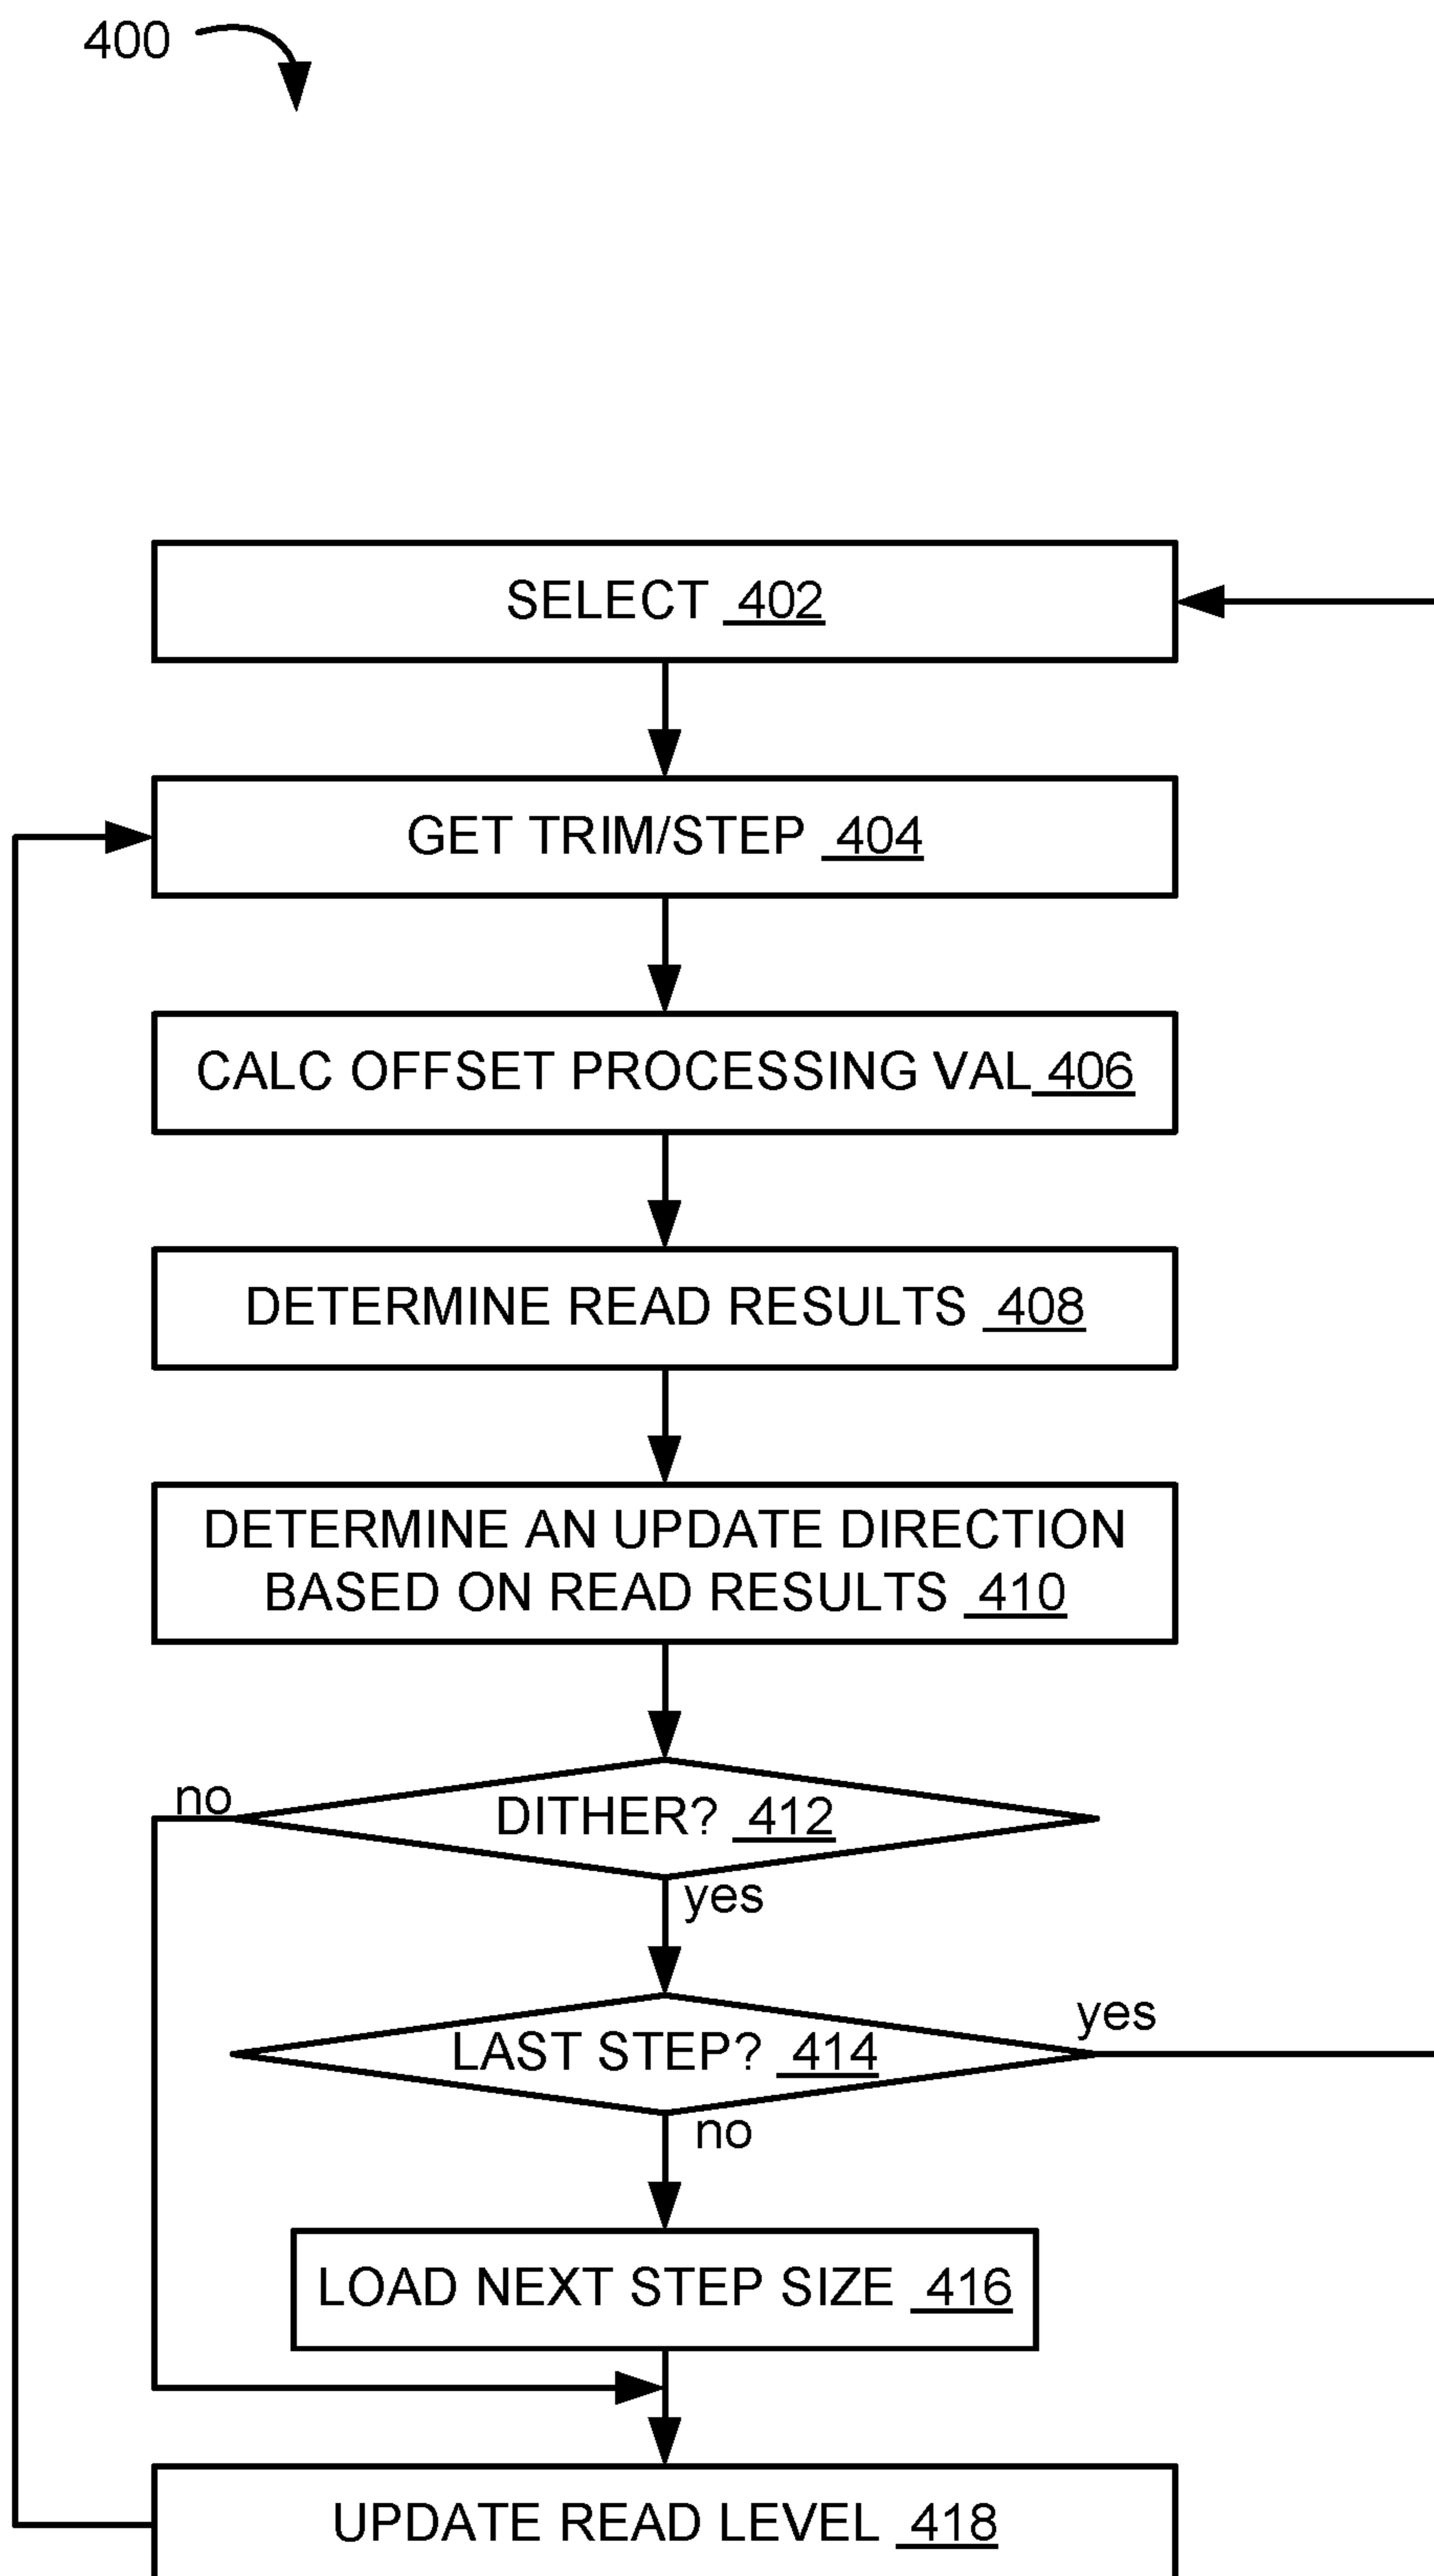 400
SELECT 402
GET TRIM/STEP 404
CALC OFFSET PROCESSING VAL 406
DETERMINE READ RESULTS 408
DETERMINE AN UPDATE DIRECTION
BASED ON READ RESULTS 410
no
DITHER? 412
yes
yes
LAST STEP? 414
no
LOAD NEXT STEP SIZE 416
UPDATE READ LEVEL 418